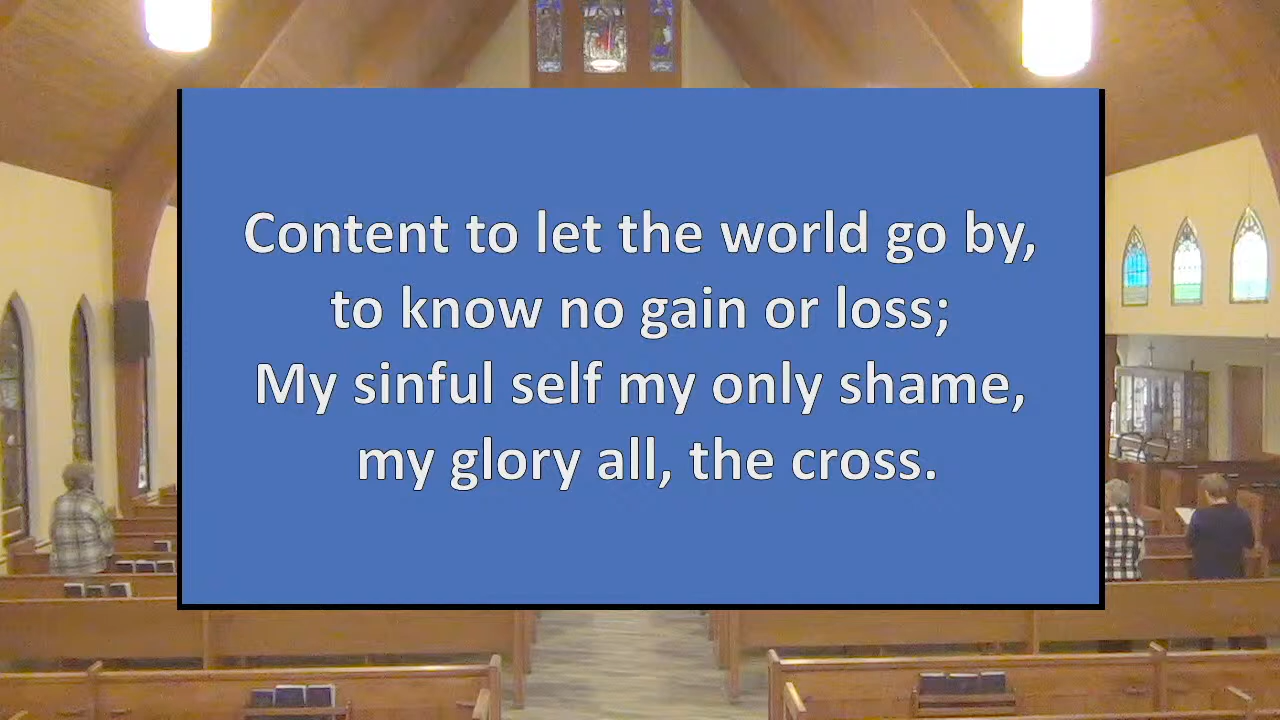 Content to let the world go by,
to know no gain or loss;
My sinful self my only shame,
my glory all, the cross.